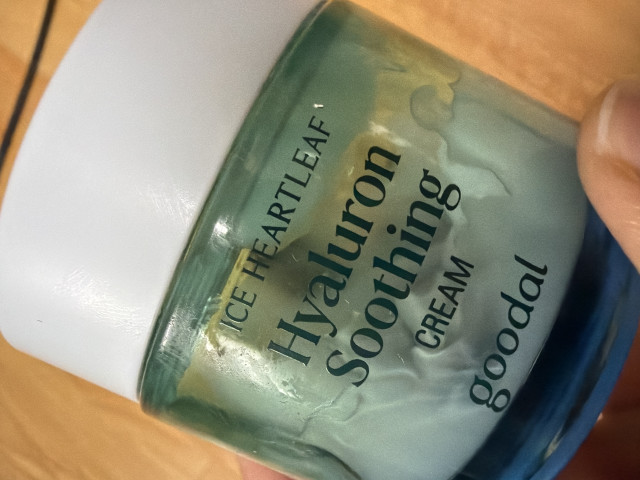 ICE HEARTLEAF
Hyaluron
Soothing
CREAM
goodal